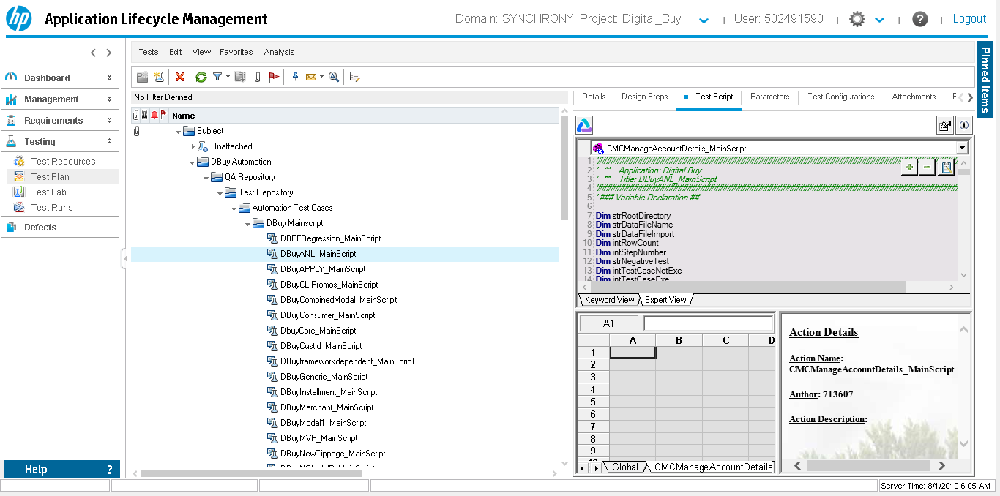 hp Application Lifecycle Management
Domain: SYNCHRONY, Project: Digital_Buy | User: 502491590 | | ? | Logout
Pinned Items
Dashboard
Management
Requirements
Testing
Test Resources
Test Plan
Test Lab
Test Runs
Defects
Help ?
Tests Edit View Favorites Analysis
No Filter Defined
Name
Subject
Unattached
DBuy Automation
QA Repository
Test Repository
Automation Test Cases
DBuy Mainscript
DBEFRegression_MainScript
DBuyANL_MainScript
DBuyAPPLY_MainScript
DBuyCLIPromos_MainScript
DBuyCombinedModal_MainScript
DBuyConsumer_MainScript
DbuyCore_MainScript
DBuyCustid_MainScript
DBuyframeworkdependent_MainScript
DBuyGeneric_MainScript
DBuyInstallment_MainScript
DBuyMerchant_MainScript
DBuyModal1_MainScript
DBuyMVP_MainScript
DBuyNewTippage_MainScript
Details Design Steps Test Script Parameters Test Configurations Attachments F
CMCManageAccountDetails_MainScript
1
2 ' ** Application: Digital Buy
3 ' ** Title: DBuyANL_MainScript
4
5 ' ### Variable Declaration ##
6
7 Dim strRootDirectory
8 Dim strDataFileName
9 Dim strDataFileImport
10 Dim intRowCount
11 Dim intStepNumber
12 Dim strNegativeTest
13 Dim intTestCaseNotExe
14 Dim intTestCaseExe
Keyword View Expert View
A1
A B C D
1
2
3
4
5
6
7
8
9
10
Global CMCManageAccountDetails
Action Details
Action Name:
CMCManageAccountDetails_MainScript
Author: 713607
Action Description:
Server Time: 8/1/2019 6:05 AM